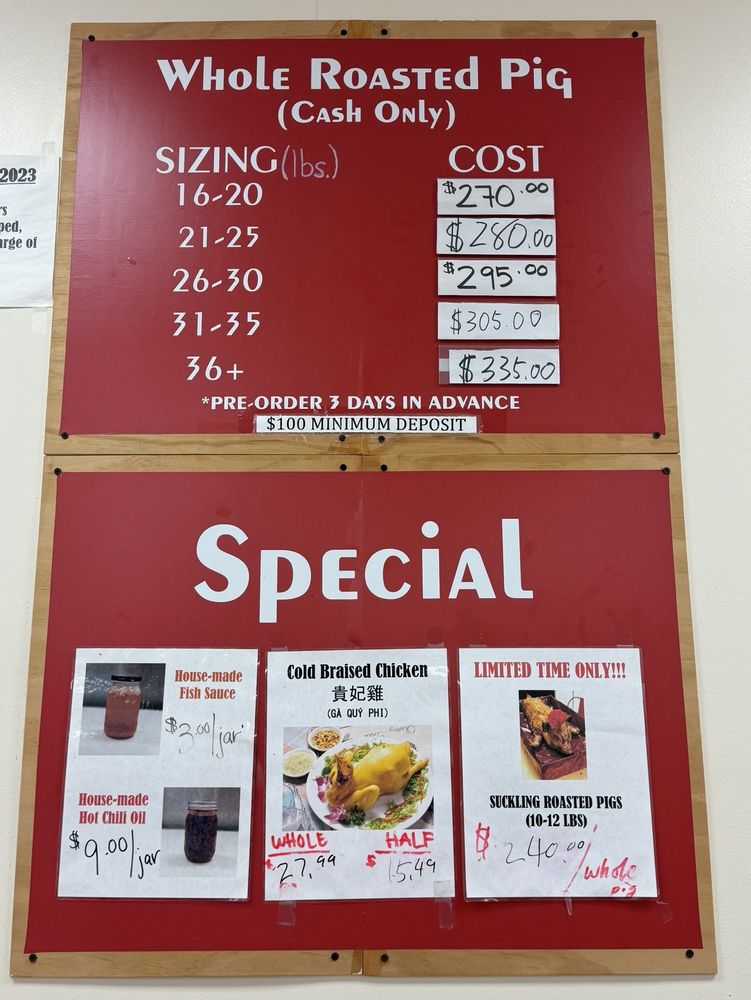 2023
ped,
arge of
Whole Roasted Pig
(Cash Only)
SIZING (lbs.) COST
16-20 $270.00
21-25 $280.00
26-30 $295.00
31-35 $305.00
36+ $335.00
*PRE-ORDER 3 DAYS IN ADVANCE
$100 MINIMUM DEPOSIT
Special
House-made
Fish Sauce
$3.00/jar
House-made
Hot Chili Oil
$9.00/jar
Cold Braised Chicken
貴妃雞
(GÀ QUÝ PHI)
WHOLE HALF
$27.99 $15.49
LIMITED TIME ONLY!!!
SUCKLING ROASTED PIGS
(10-12 LBS)
$240.00/whole
pig